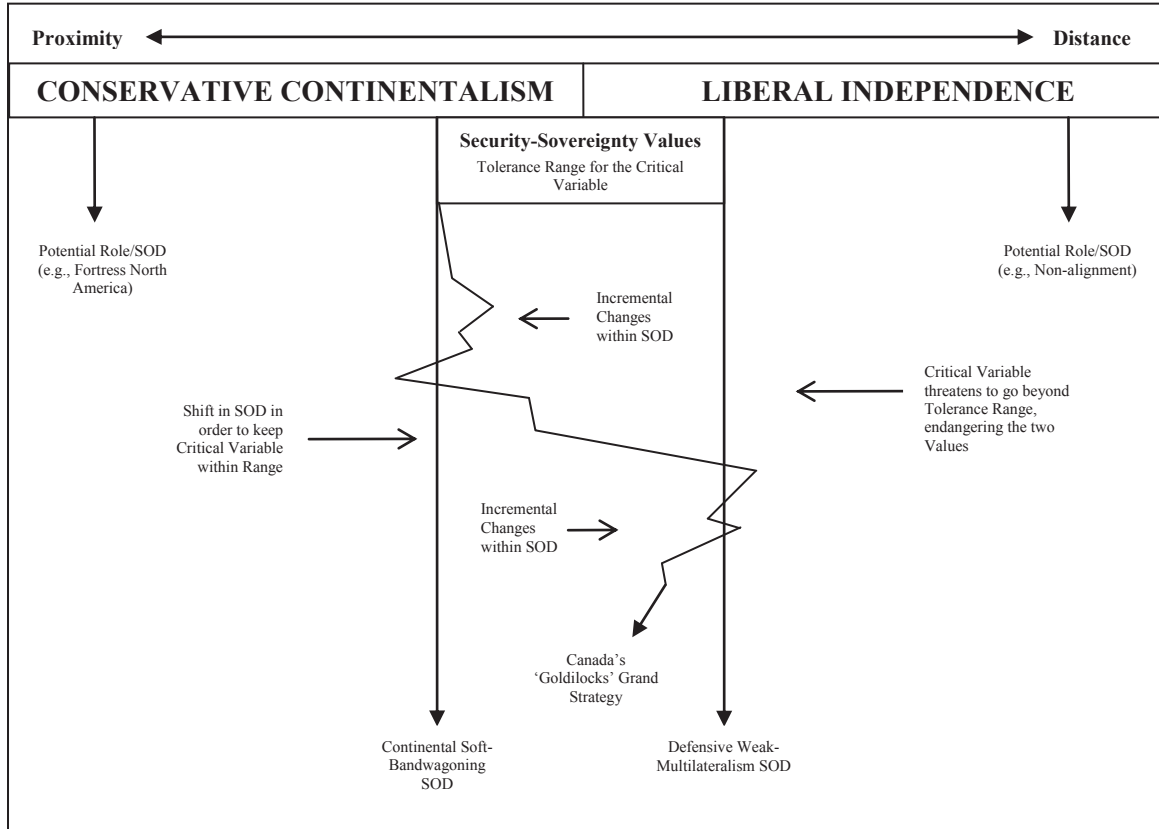 Proximity
Distance
CONSERVATIVE CONTINENTALISM
LIBERAL INDEPENDENCE
Security-Sovereignty Values
Tolerance Range for the Critical
Variable
Potential Role/SOD
(e.g., Fortress North
America)
Potential Role/SOD
(e.g., Non-alignment)
Incremental
Changes
within SOD
Critical Variable
threatens to go beyond
Tolerance Range,
endangering the two
Values
Shift in SOD in
order to keep
Critical Variable
within Range
Incremental
Changes
within SOD
Canada’s
‘Goldilocks’ Grand
Strategy
Continental Soft-
Bandwagoning
SOD
Defensive Weak-
Multilateralism SOD